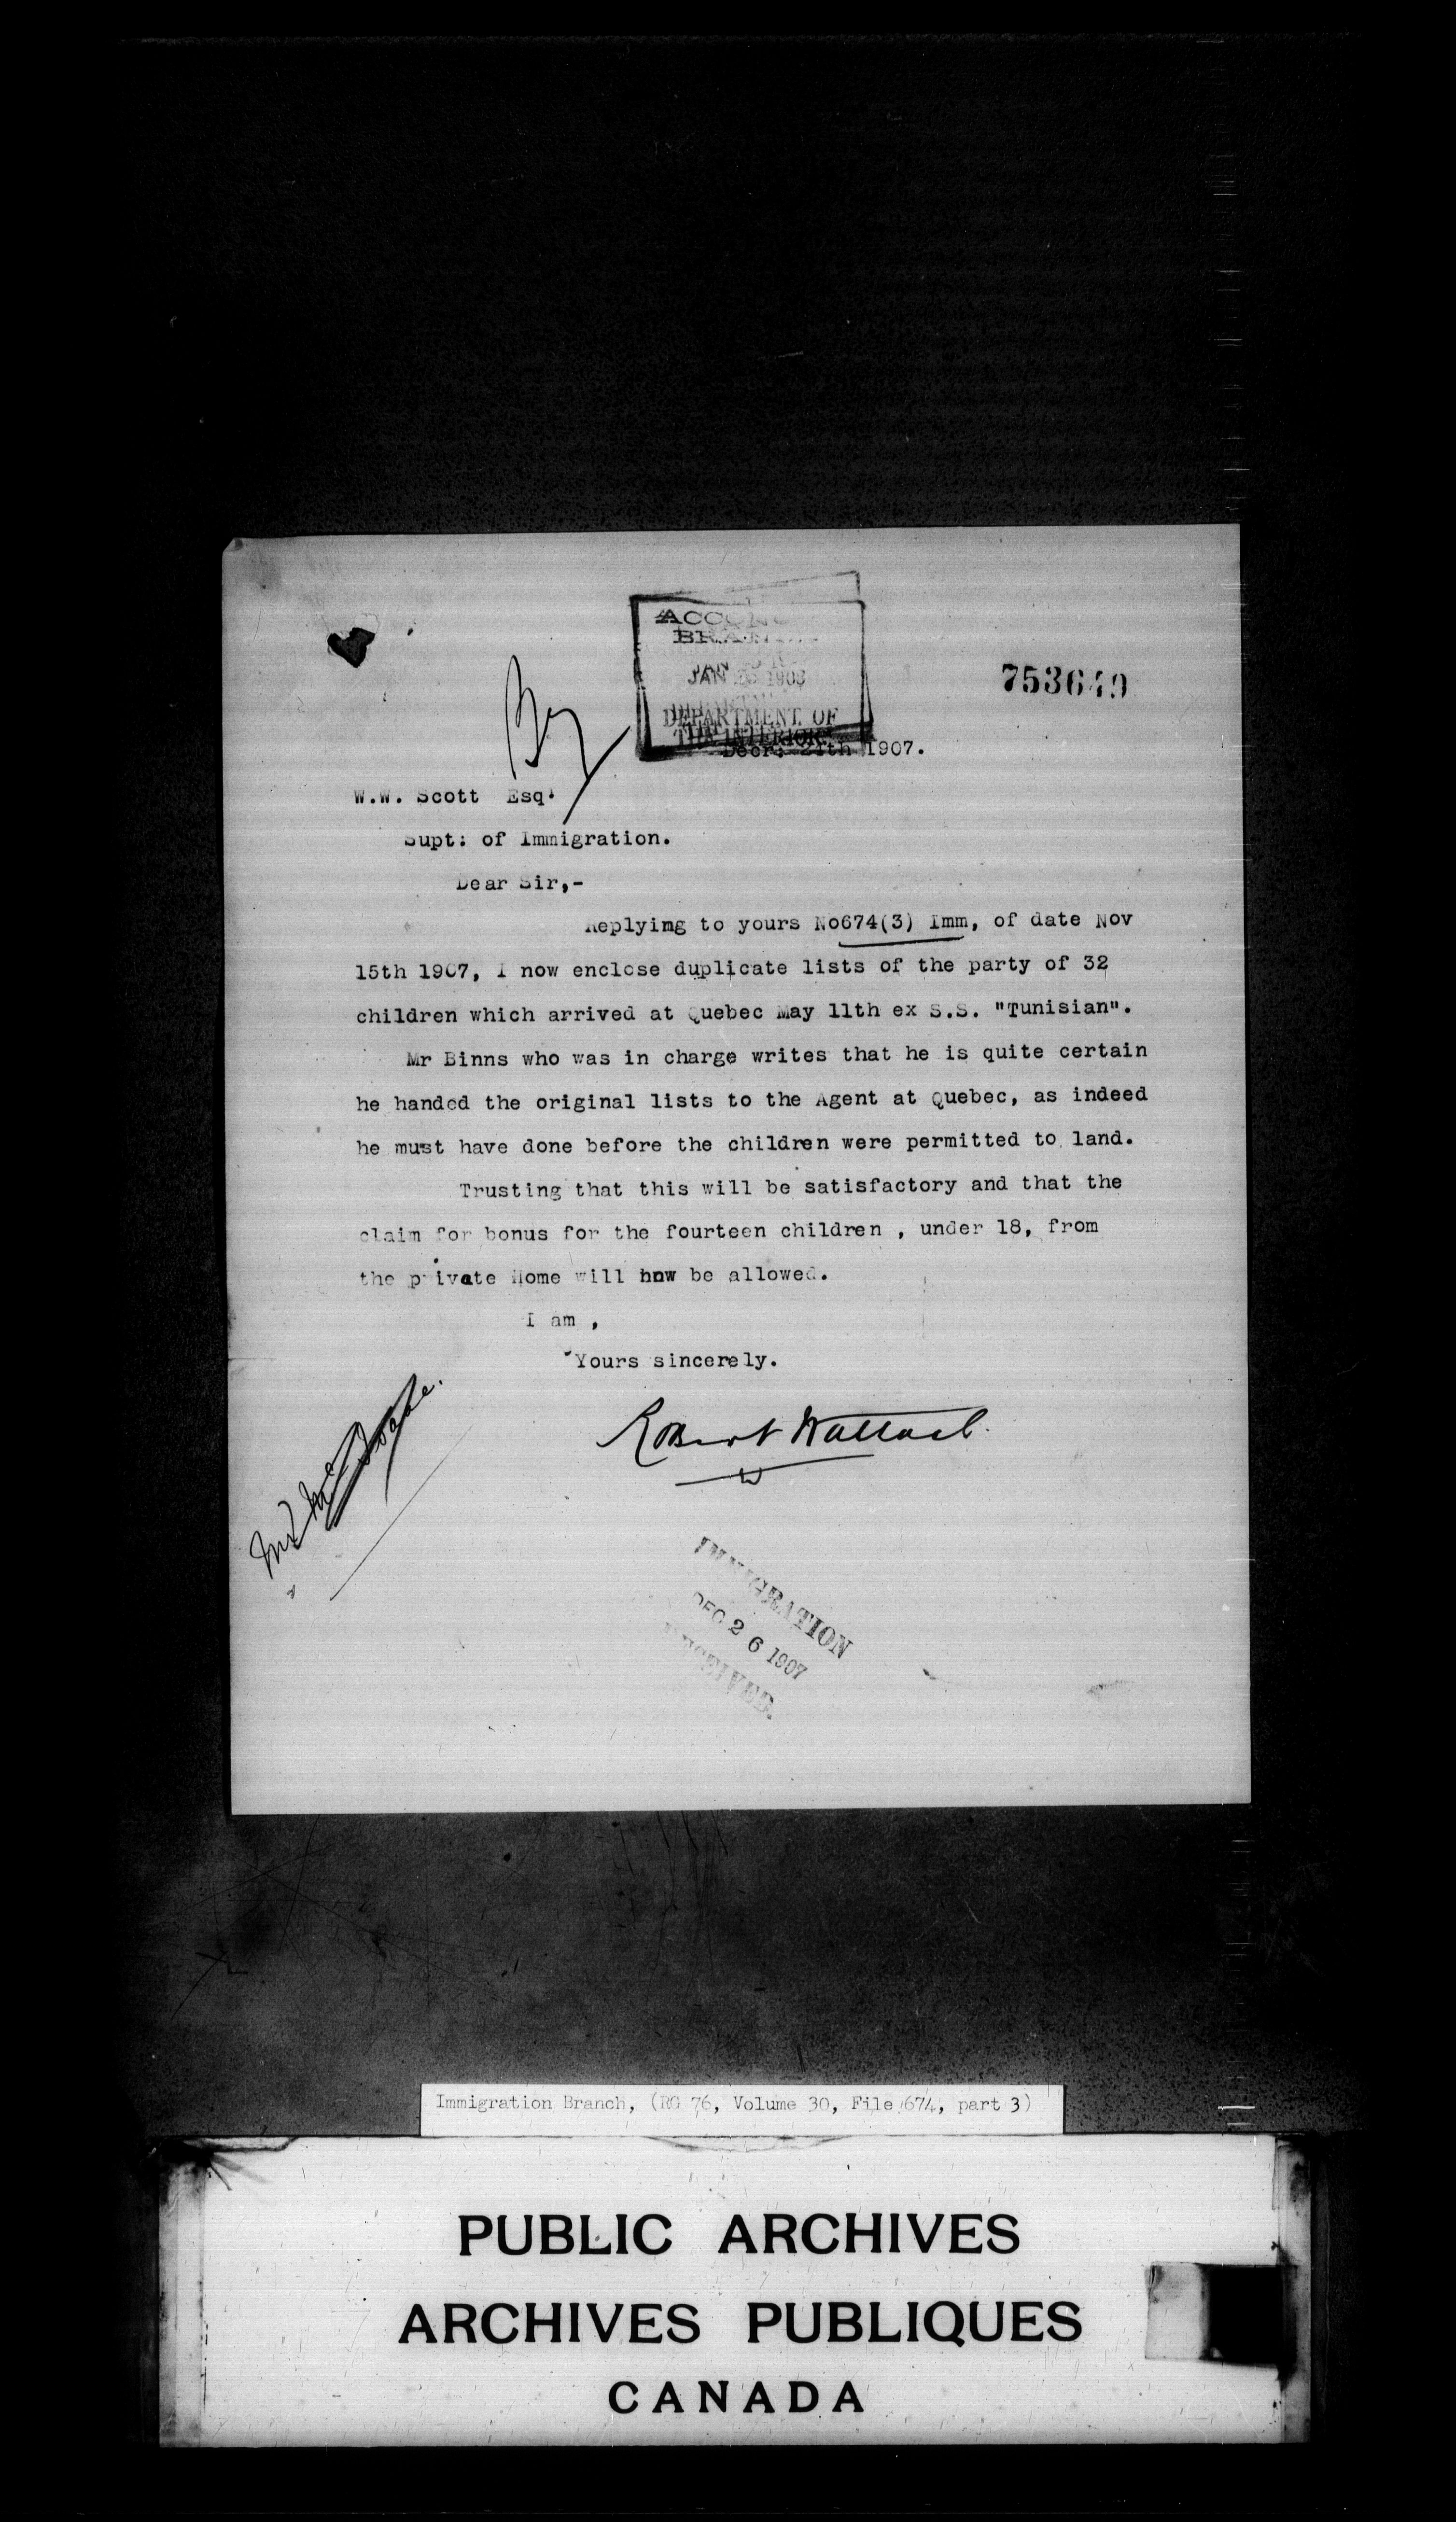 BRANCH
753649
JAN 1908
DEPARTMENT OF
THE INTERIOR
Decr: 24th 1907.
W.W. Scott Esq.
Supt: of Immigration.
Dear Sir,-
Replying to yours No674(3) Imm, of date Nov
15th 1907, I now enclose duplicate lists of the party of 32
children which arrived at Quebec May 11th ex S.S. "Tunisian".
Mr Binns who was in charge writes that he is quite certain
he handed the original lists to the Agent at Quebec, as indeed
he must have done before the children were permitted to land.
Trusting that this will be satisfactory and that the
claim for bonus for the fourteen children , under 18, from
the private Home will now be allowed.
I am ,
Yours sincerely.
Robert Wallace.
W
IMMIGRATION
DEC 26 1907
RECEIVED.
Immigration Branch, (RG 76, Volume 30, File 674, part 3)
PUBLIC ARCHIVES
ARCHIVES PUBLIQUES
CANADA